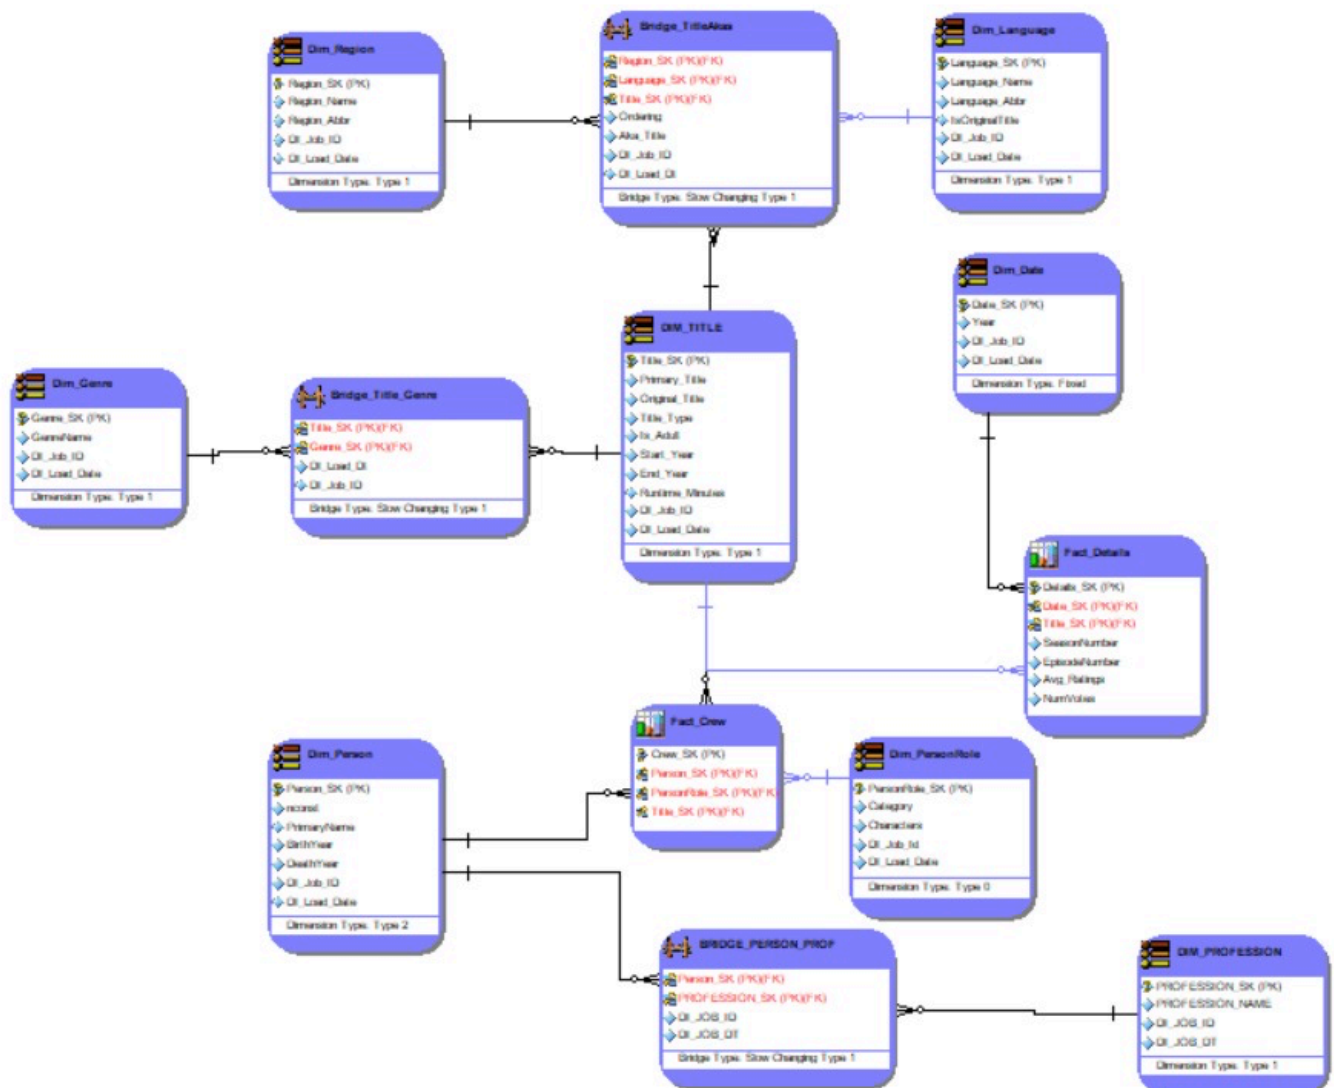 Dim_Region
Region_SK (PK)
Region_Name
Region_Abbr
DI_Job_ID
DI_Load_Date
Dimension Type. Type 1
Bridge_TitleAkas
Region_SK (PK)(FK)
Language_SK (PK)(FK)
Title_SK (PK)(FK)
Ordering
Aka_Title
DI_Job_ID
DI_Load_DI
Bridge Type. Slow Changing Type 1
Dim_Language
Language_SK (PK)
Language_Name
Language_Abbr
IsOriginalTitle
DI_Job_ID
DI_Load_Date
Dimension Type. Type 1
Dim_Date
Date_SK (PK)
Year
DI_Job_ID
DI_Load_Date
Dimension Type. Fixed
DIM_TITLE
Title_SK (PK)
Primary_Title
Original_Title
Title_Type
Is_Adult
Start_Year
End_Year
Runtime_Minutes
DI_Job_ID
DI_Load_Date
Dimension Type. Type 1
Dim_Genre
Genre_SK (PK)
GenreName
DI_Job_ID
DI_Load_Date
Dimension Type. Type 1
Bridge_Title_Genre
Title_SK (PK)(FK)
Genre_SK (PK)(FK)
DI_Load_DI
DI_Job_ID
Bridge Type. Slow Changing Type 1
Fact_Details
Details_SK (PK)
Date_SK (PK)(FK)
Title_SK (PK)(FK)
SeasonNumber
EpisodeNumber
Avg_Ratings
NumVotes
Fact_Crew
Crew_SK (PK)
Person_SK (PK)(FK)
PersonRole_SK (PK)(FK)
Title_SK (PK)(FK)
Dim_Person
Person_SK (PK)
nconst
PrimaryName
BirthYear
DeathYear
DI_Job_ID
DI_Load_Date
Dimension Type. Type 2
Dim_PersonRole
PersonRole_SK (PK)
Category
Characters
DI_Job_Id
DI_Load_Date
Dimension Type. Type 0
BRIDGE_PERSON_PROF
Person_SK (PK)(FK)
PROFESSION_SK (PK)(FK)
DI_JOB_ID
DI_JOB_DT
Bridge Type. Slow Changing Type 1
DIM_PROFESSION
PROFESSION_SK (PK)
PROFESSION_NAME
DI_JOB_ID
DI_JOB_DT
Dimension Type. Type 1